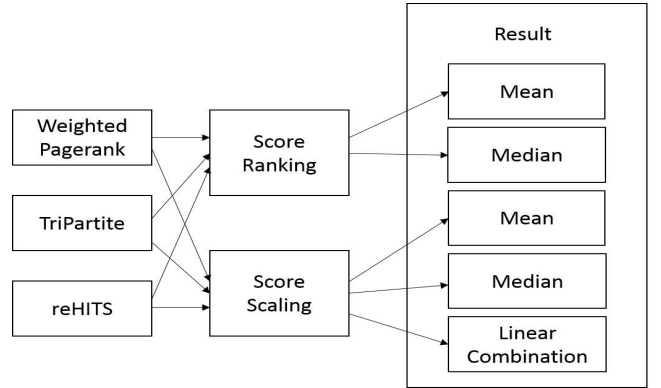 Weighted
Pagerank
TriPartite
reHITS
Score
Ranking
Score
Scaling
Result
Mean
Median
Mean
Median
Linear
Combination